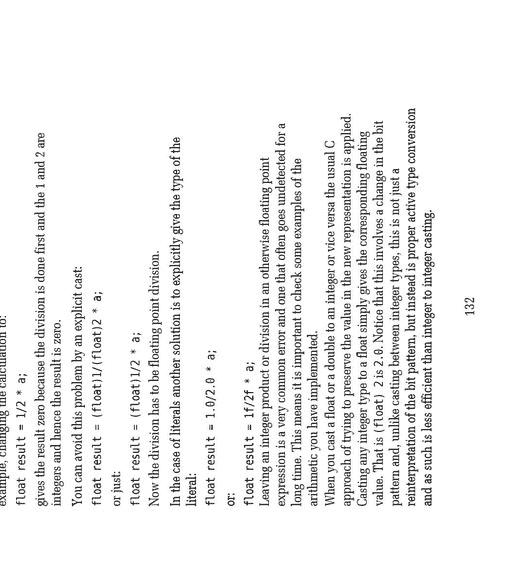 example, changing the calculation to:
float result = 1/2 * a;
gives the result zero because the division is done first and the 1 and 2 are
integers and hence the result is zero.
You can avoid this problem by an explicit cast:
float result = (float)1/(float)2 * a;
or just:
float result = (float)1/2 * a;
Now the division has to be floating point division.
In the case of literals another solution is to explicitly give the type of the
literal:
float result = 1.0/2.0 * a;
or:
float result = 1f/2f * a;
Leaving an integer product or division in an otherwise floating point
expression is a very common error and one that often goes undetected for a
long time. This means it is important to check some examples of the
arithmetic you have implemented.
When you cast a float or a double to an integer or vice versa the usual C
approach of trying to preserve the value in the new representation is applied.
Casting any integer type to a float simply gives the corresponding floating
value. That is (float) 2 is 2.0. Notice that this involves a change in the bit
pattern and, unlike casting between integer types, this is not just a
reinterpretation of the bit pattern, but instead is proper active type conversion
and as such is less efficient than integer to integer casting.
132